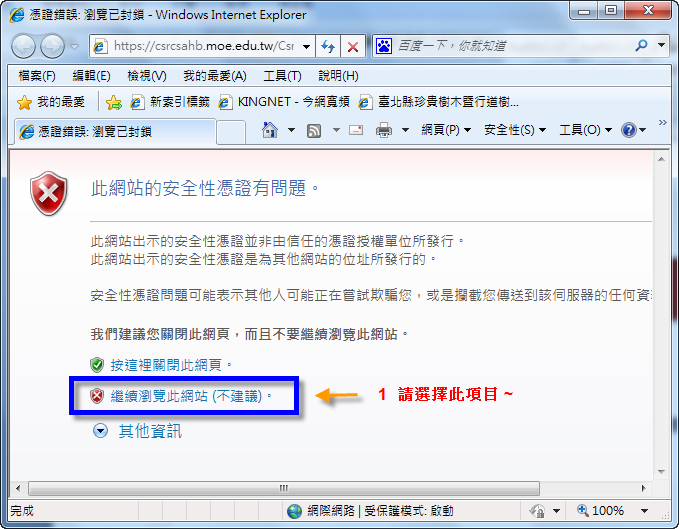 憑證錯誤: 瀏覽已封鎖 - Windows Internet Explorer
https://csrcsahb.moe.edu.tw/Csr
百度一下，你就知道
檔案(F) 編輯(E) 檢視(V) 我的最愛(A) 工具(T) 說明(H)
我的最愛 新索引標籤 KINGNET - 今網寬頻 臺北縣珍貴樹木暨行道樹...
憑證錯誤: 瀏覽已封鎖 網頁(P) 安全性(S) 工具(O)
此網站的安全性憑證有問題。
此網站出示的安全性憑證並非由信任的憑證授權單位所發行。
此網站出示的安全性憑證是為其他網站的位址所發行的。
安全性憑證問題可能表示其他人可能正在嘗試欺騙您，或是攔截您傳送到該伺服器的任何資
我們建議您關閉此網頁，而且不要繼續瀏覽此網站。
按這裡關閉此網頁。
繼續瀏覽此網站 (不建議)。
1 請選擇此項目 ~
其他資訊
完成 網際網路 | 受保護模式: 啟動 100%